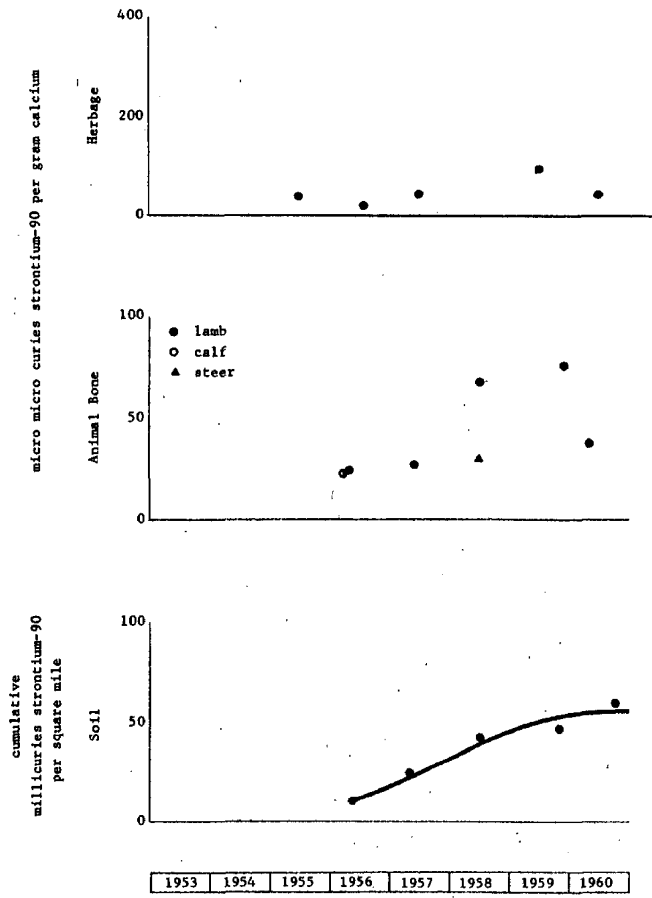 micro micro curies strontium-90 per gram calcium
Herbage
400
200
0
Animal Bone
100
50
0
lamb
calf
steer
cumulative
millicuries strontium-90
per square mile
Soil
100
50
0
1953 1954 1955 1956 1957 1958 1959 1960